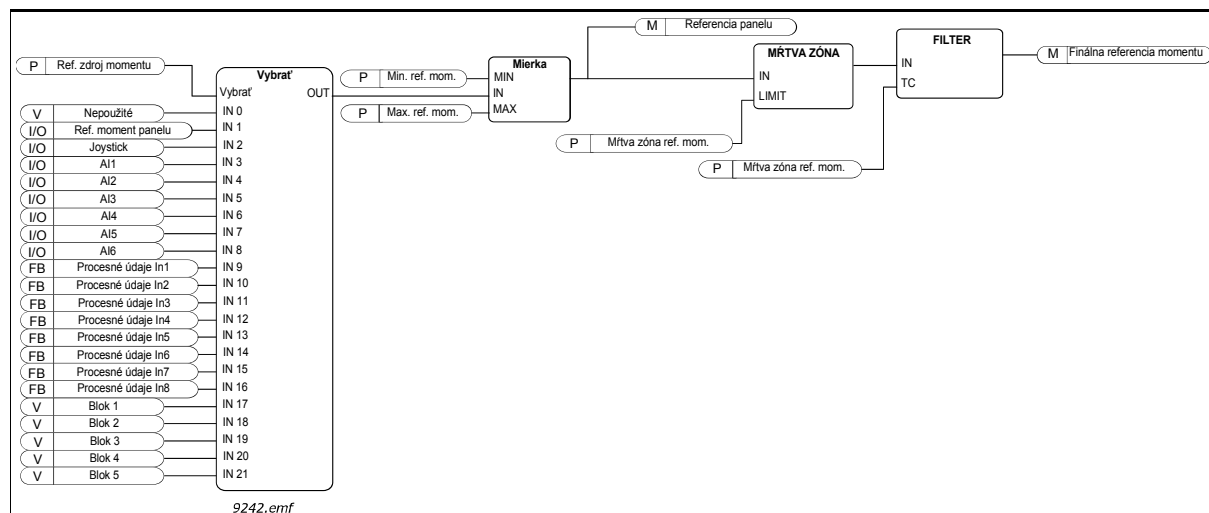 M Referencia panelu
P Ref. zdroj momentu
Vybrať
Vybrať OUT
P Min. ref. mom.
P Max. ref. mom.
Mierka
MIN
IN
MAX
MŔTVA ZÓNA
IN
LIMIT
FILTER
IN
TC
M Finálna referencia momentu
P Mŕtva zóna ref. mom.
P Mŕtva zóna ref. mom.
V Nepoužité IN 0
I/O Ref. moment panelu IN 1
I/O Joystick IN 2
I/O AI1 IN 3
I/O AI2 IN 4
I/O AI3 IN 5
I/O AI4 IN 6
I/O AI5 IN 7
I/O AI6 IN 8
FB Procesné údaje In1 IN 9
FB Procesné údaje In2 IN 10
FB Procesné údaje In3 IN 11
FB Procesné údaje In4 IN 12
FB Procesné údaje In5 IN 13
FB Procesné údaje In6 IN 14
FB Procesné údaje In7 IN 15
FB Procesné údaje In8 IN 16
V Blok 1 IN 17
V Blok 2 IN 18
V Blok 3 IN 19
V Blok 4 IN 20
V Blok 5 IN 21
9242.emf